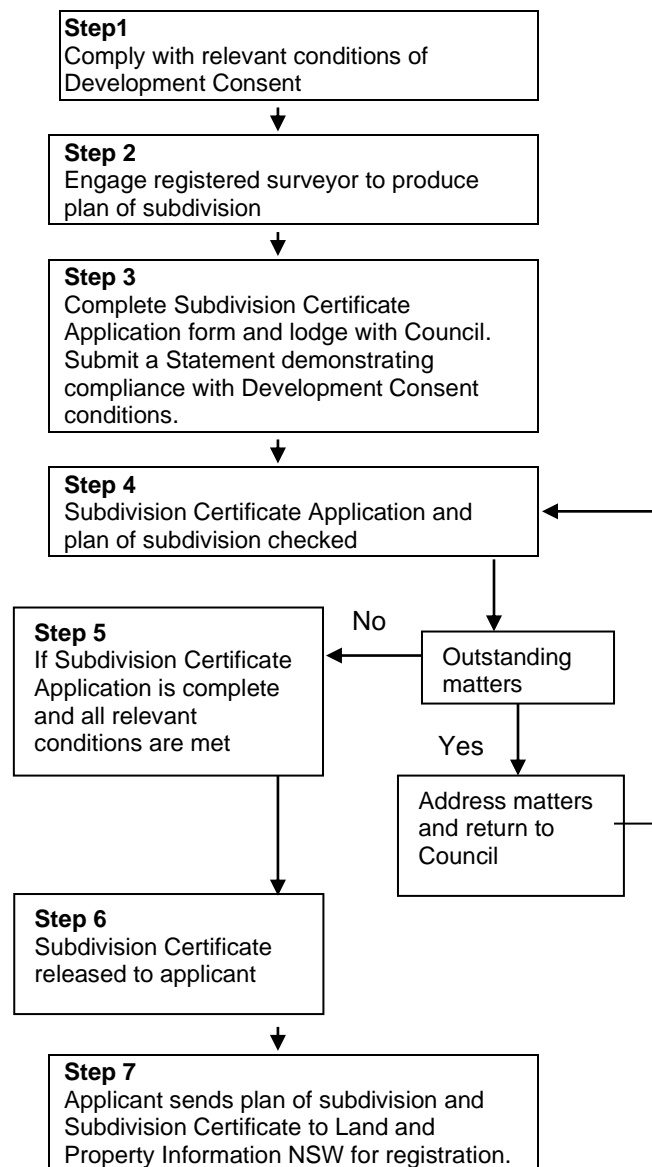 Step1
Comply with relevant conditions of
Development Consent
Step 2
Engage registered surveyor to produce
plan of subdivision
Step 3
Complete Subdivision Certificate
Application form and lodge with Council.
Submit a Statement demonstrating
compliance with Development Consent
conditions.
Step 4
Subdivision Certificate Application and
plan of subdivision checked
No
Outstanding
matters
Step 5
If Subdivision Certificate
Application is complete
and all relevant
conditions are met
Yes
Address matters
and return to
Council
Step 6
Subdivision Certificate
released to applicant
Step 7
Applicant sends plan of subdivision and
Subdivision Certificate to Land and
Property Information NSW for registration.